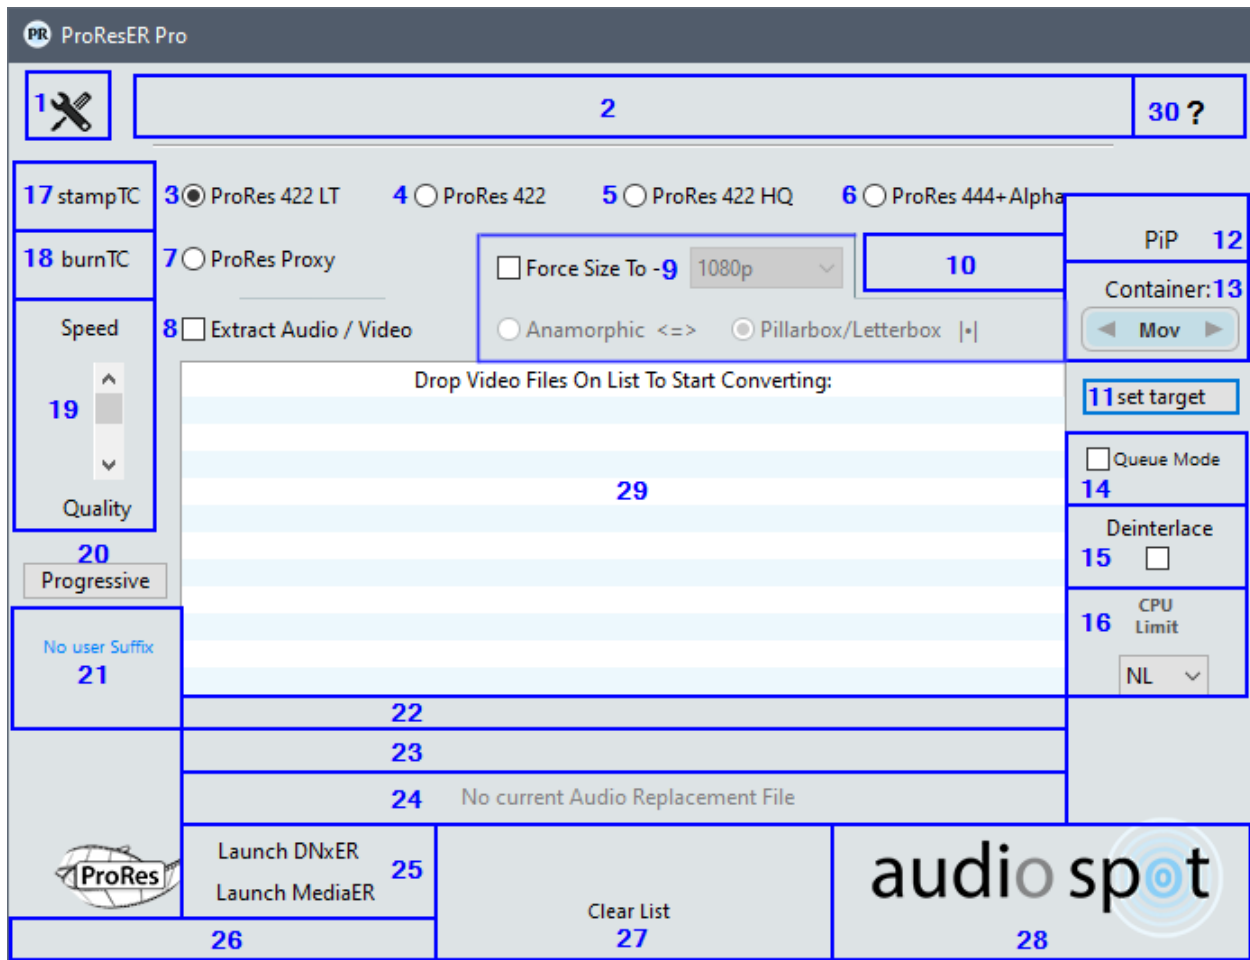 PR ProResER Pro
1
2
30 ?
17 stampTC
3 ProRes 422 LT
4 ProRes 422
5 ProRes 422 HQ
6 ProRes 444+Alpha
PiP 12
18 burnTC
7 ProRes Proxy
Force Size To -9 1080p
10
Container:13
Speed
8 Extract Audio / Video
Anamorphic <=>
Pillarbox/Letterbox |•|
Mov
Drop Video Files On List To Start Converting:
19
11 set target
Queue Mode
14
29
Quality
Deinterlace
15
20
Progressive
CPU
16 Limit
No user Suffix
21
NL
22
23
24 No current Audio Replacement File
ProRes
Launch DNxER
25
Launch MediaER
audio spot
Clear List
26
27
28